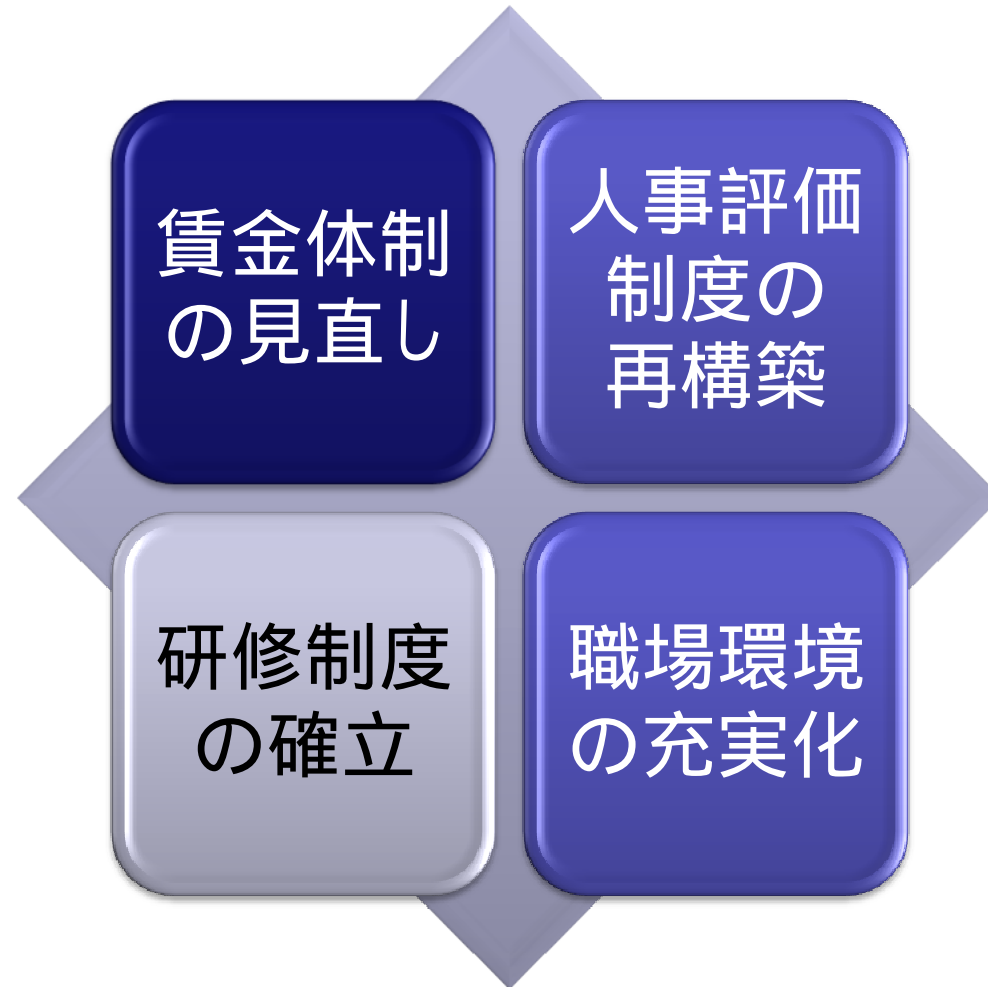 賃金体制
の見直し
人事評価
制度の
再構築
研修制度
の確立
職場環境
の充実化